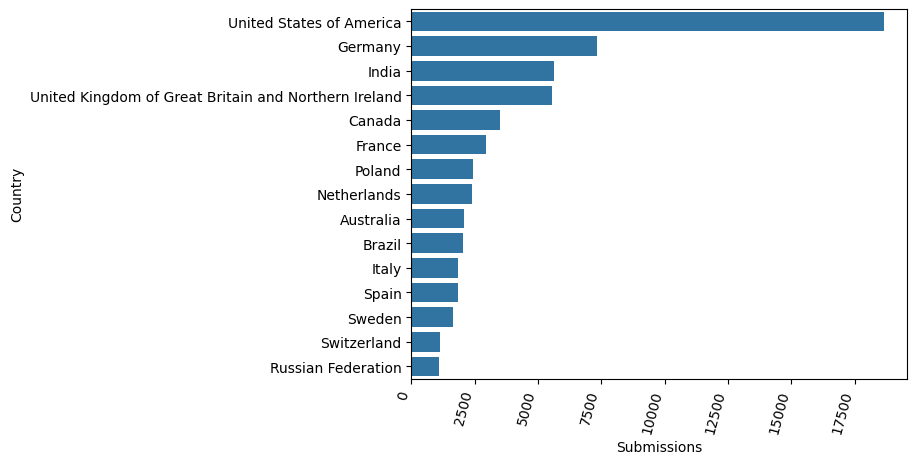 United States of America
Germany
India
United Kingdom of Great Britain and Northern Ireland
Canada
France
Poland
Netherlands
Australia
Brazil
Italy
Spain
Sweden
Switzerland
Russian Federation
Country
0
2500
5000
7500
10000
12500
15000
17500
Submissions